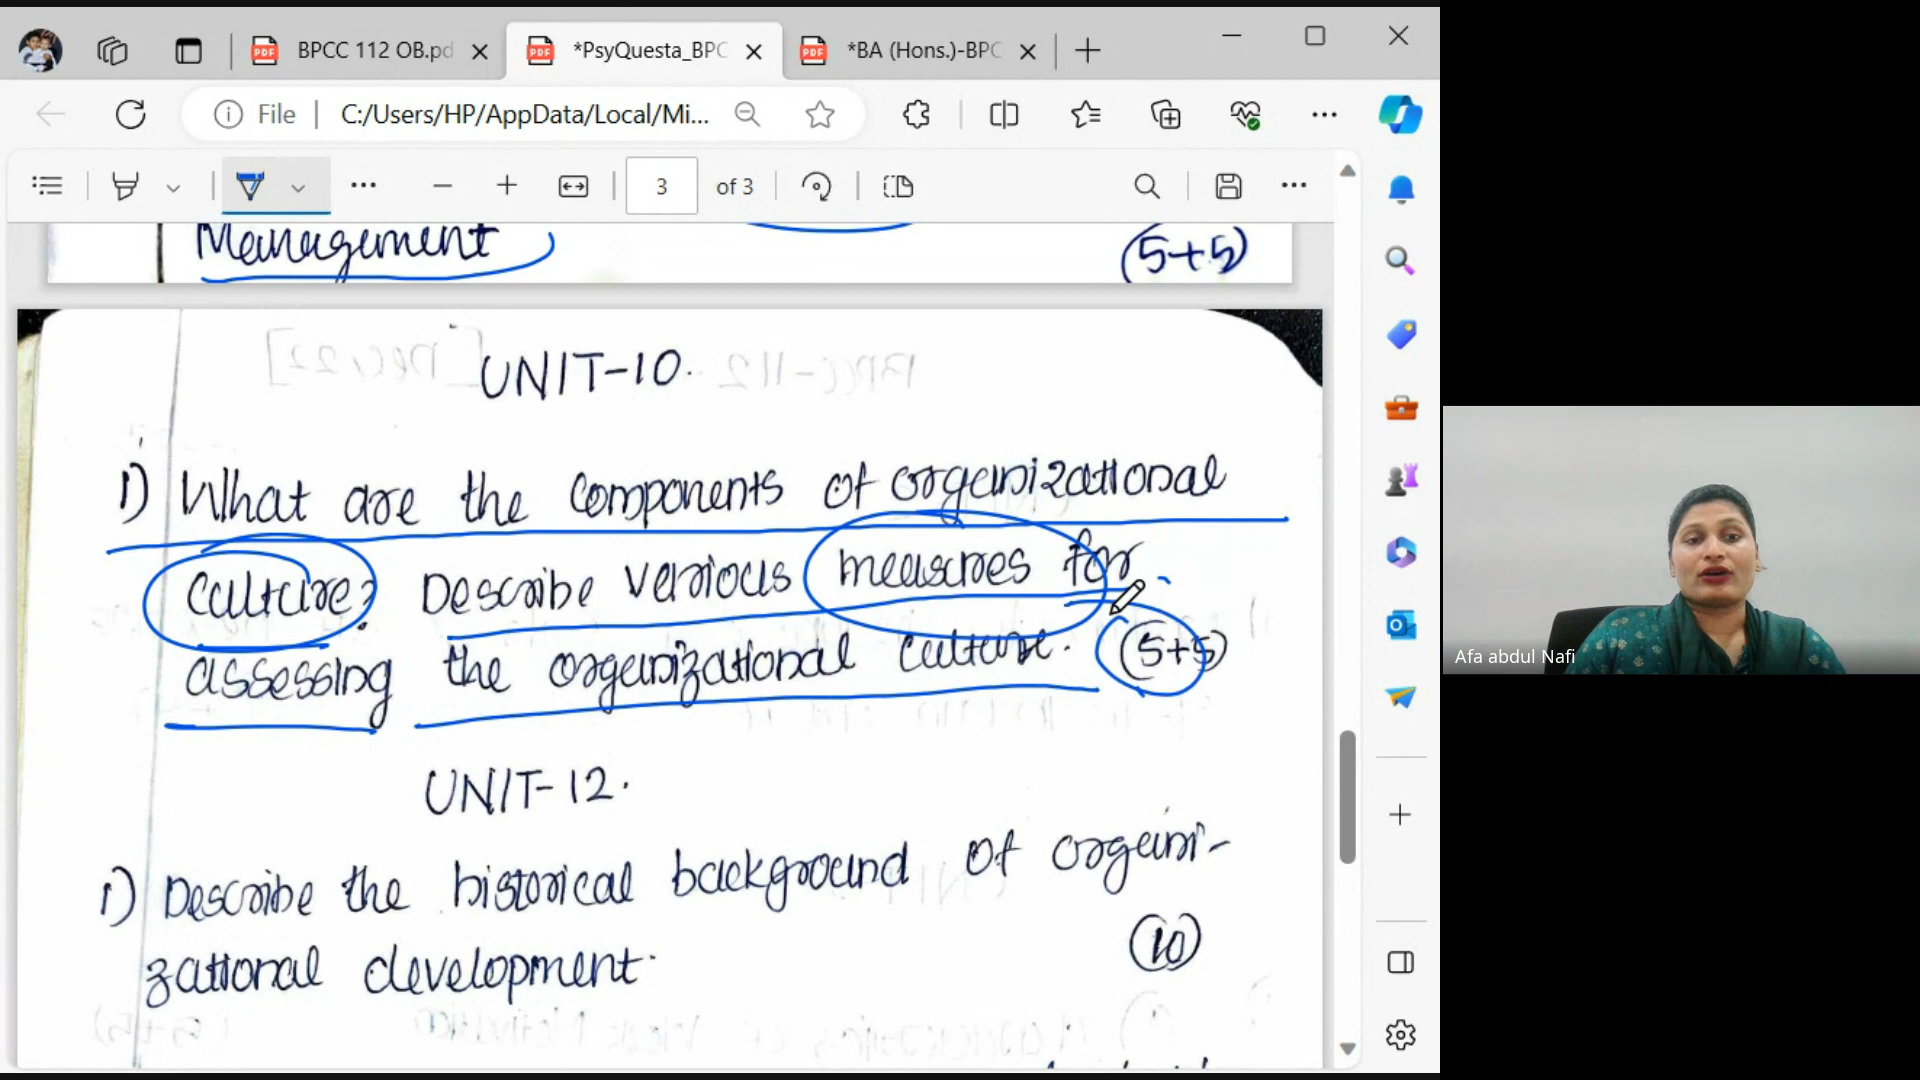 BPCC 112 OB.pd
*PsyQuesta_BPC
*BA (Hons.)-BPC
File
C:/Users/HP/AppData/Local/Mi...
3 of 3
Management
(5+5)
UNIT-10.
1) What are the components of organizational
culture? Describe various measures for
assessing the organizational culture. (5+5)
UNIT-12.
1) Describe the historical background of organi-
zational development.
(10)
Afa abdul Nafi